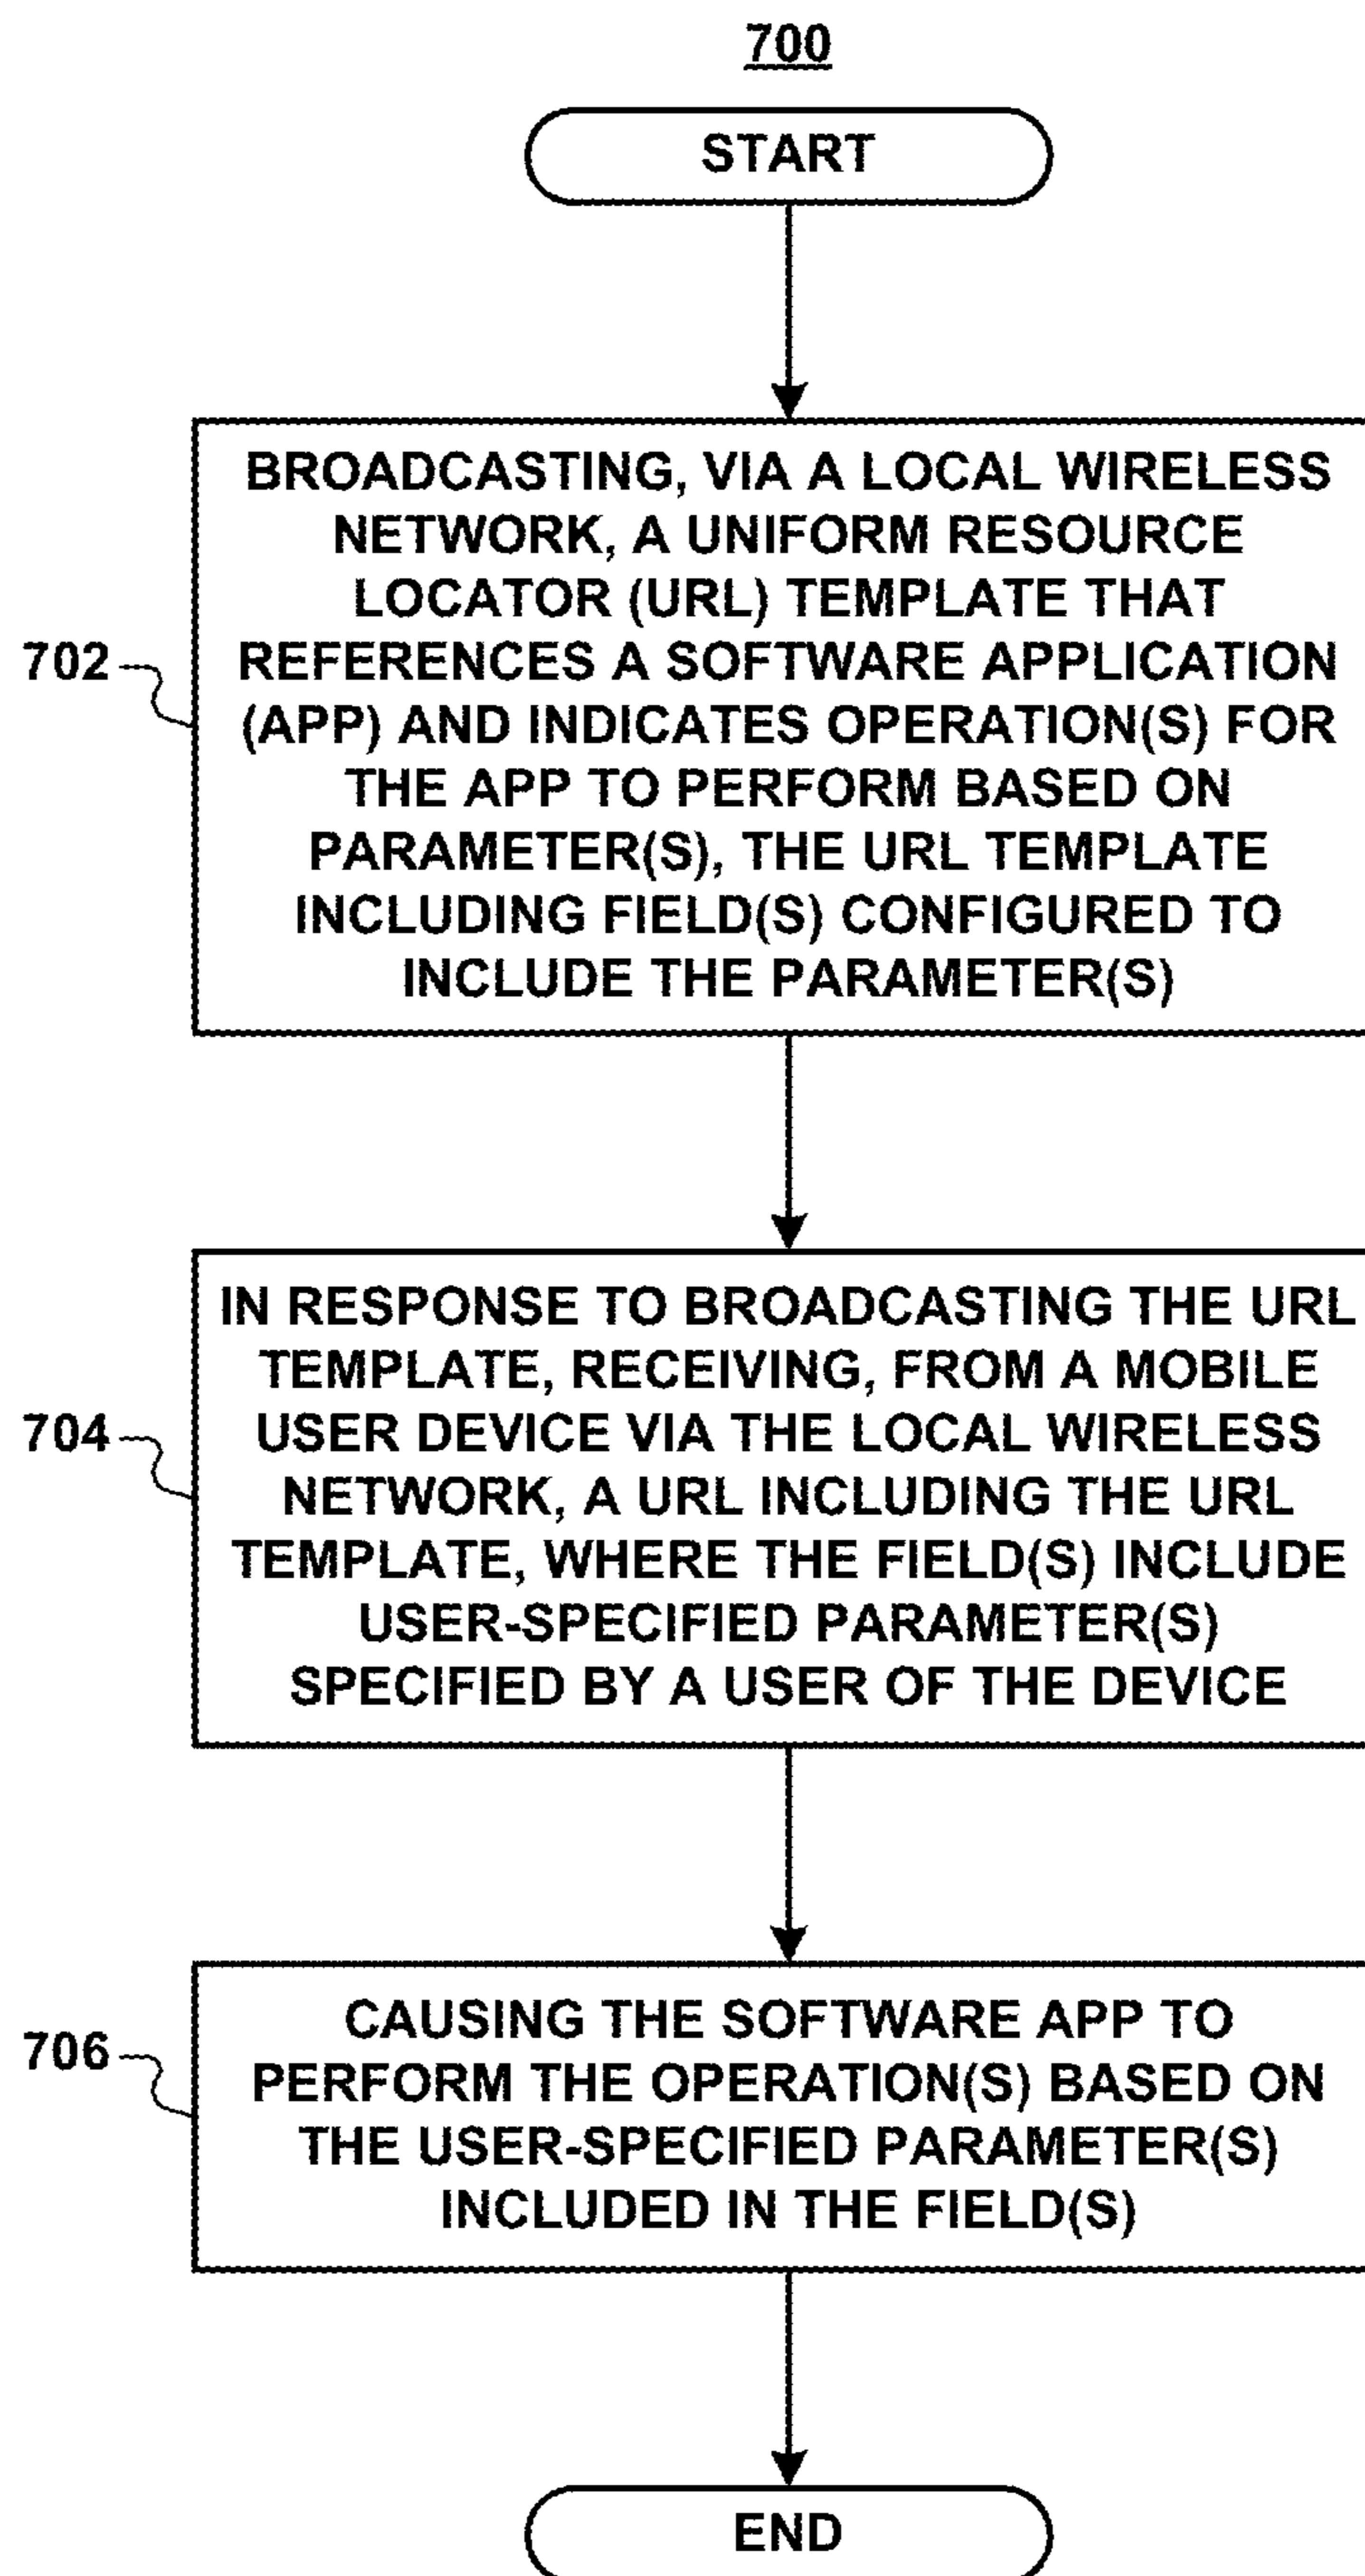 700
START
702
BROADCASTING, VIA A LOCAL WIRELESS
NETWORK, A UNIFORM RESOURCE
LOCATOR (URL) TEMPLATE THAT
REFERENCES A SOFTWARE APPLICATION
(APP) AND INDICATES OPERATION(S) FOR
THE APP TO PERFORM BASED ON
PARAMETER(S), THE URL TEMPLATE
INCLUDING FIELD(S) CONFIGURED TO
INCLUDE THE PARAMETER(S)
704
IN RESPONSE TO BROADCASTING THE URL
TEMPLATE, RECEIVING, FROM A MOBILE
USER DEVICE VIA THE LOCAL WIRELESS
NETWORK, A URL INCLUDING THE URL
TEMPLATE, WHERE THE FIELD(S) INCLUDE
USER-SPECIFIED PARAMETER(S)
SPECIFIED BY A USER OF THE DEVICE
706
CAUSING THE SOFTWARE APP TO
PERFORM THE OPERATION(S) BASED ON
THE USER-SPECIFIED PARAMETER(S)
INCLUDED IN THE FIELD(S)
END